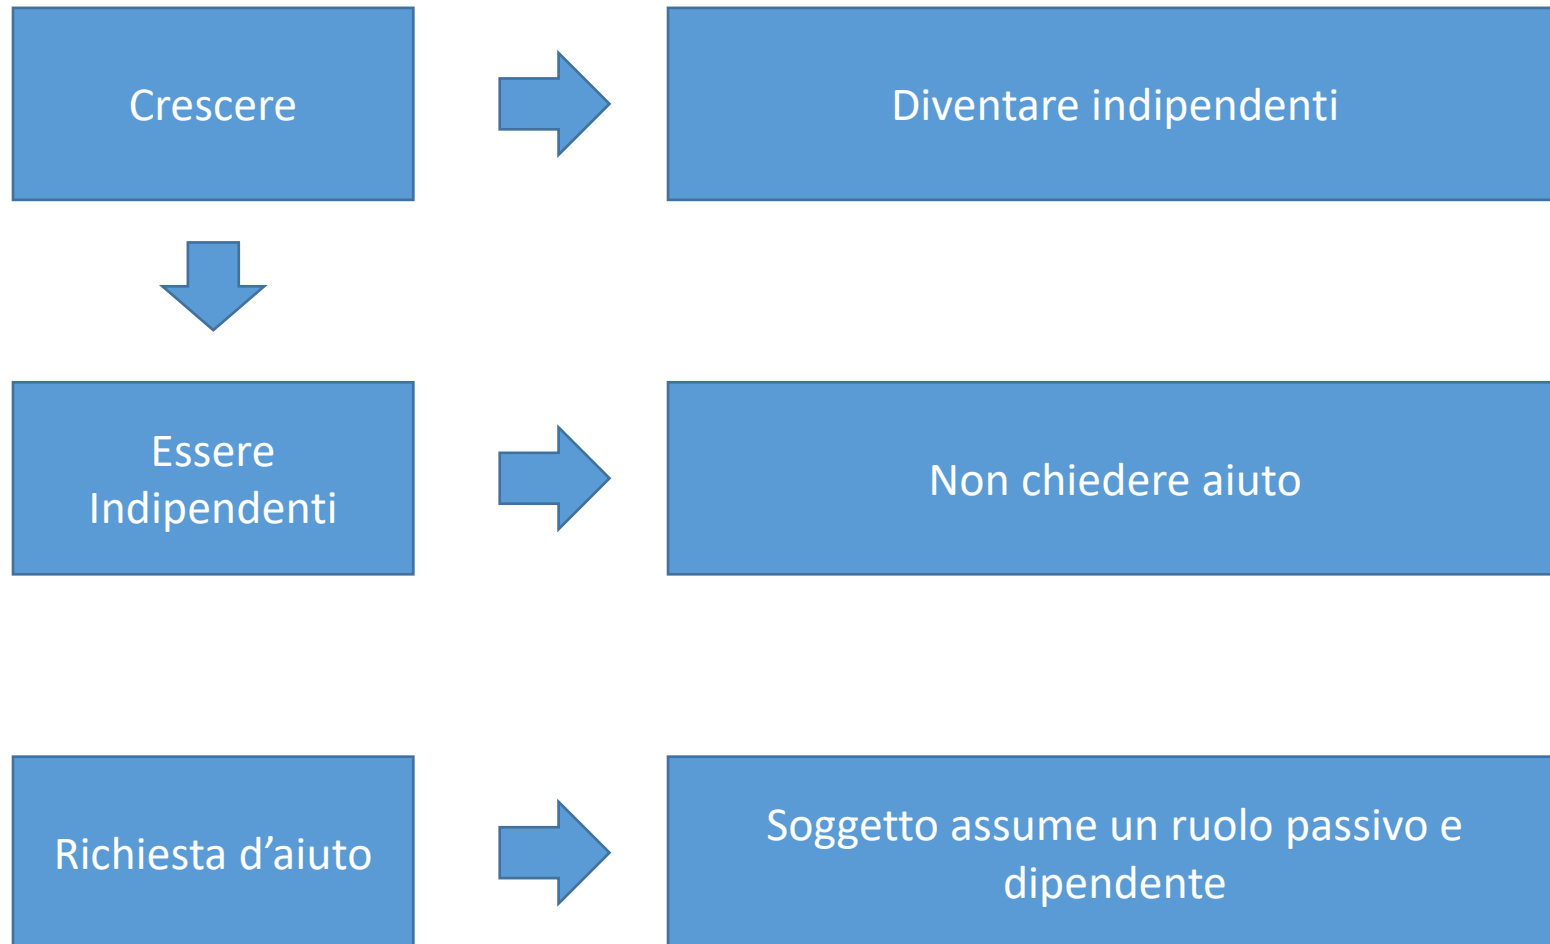 Crescere
Diventare indipendenti
Essere
Indipendenti
Non chiedere aiuto
Richiesta d’aiuto
Soggetto assume un ruolo passivo e
dipendente